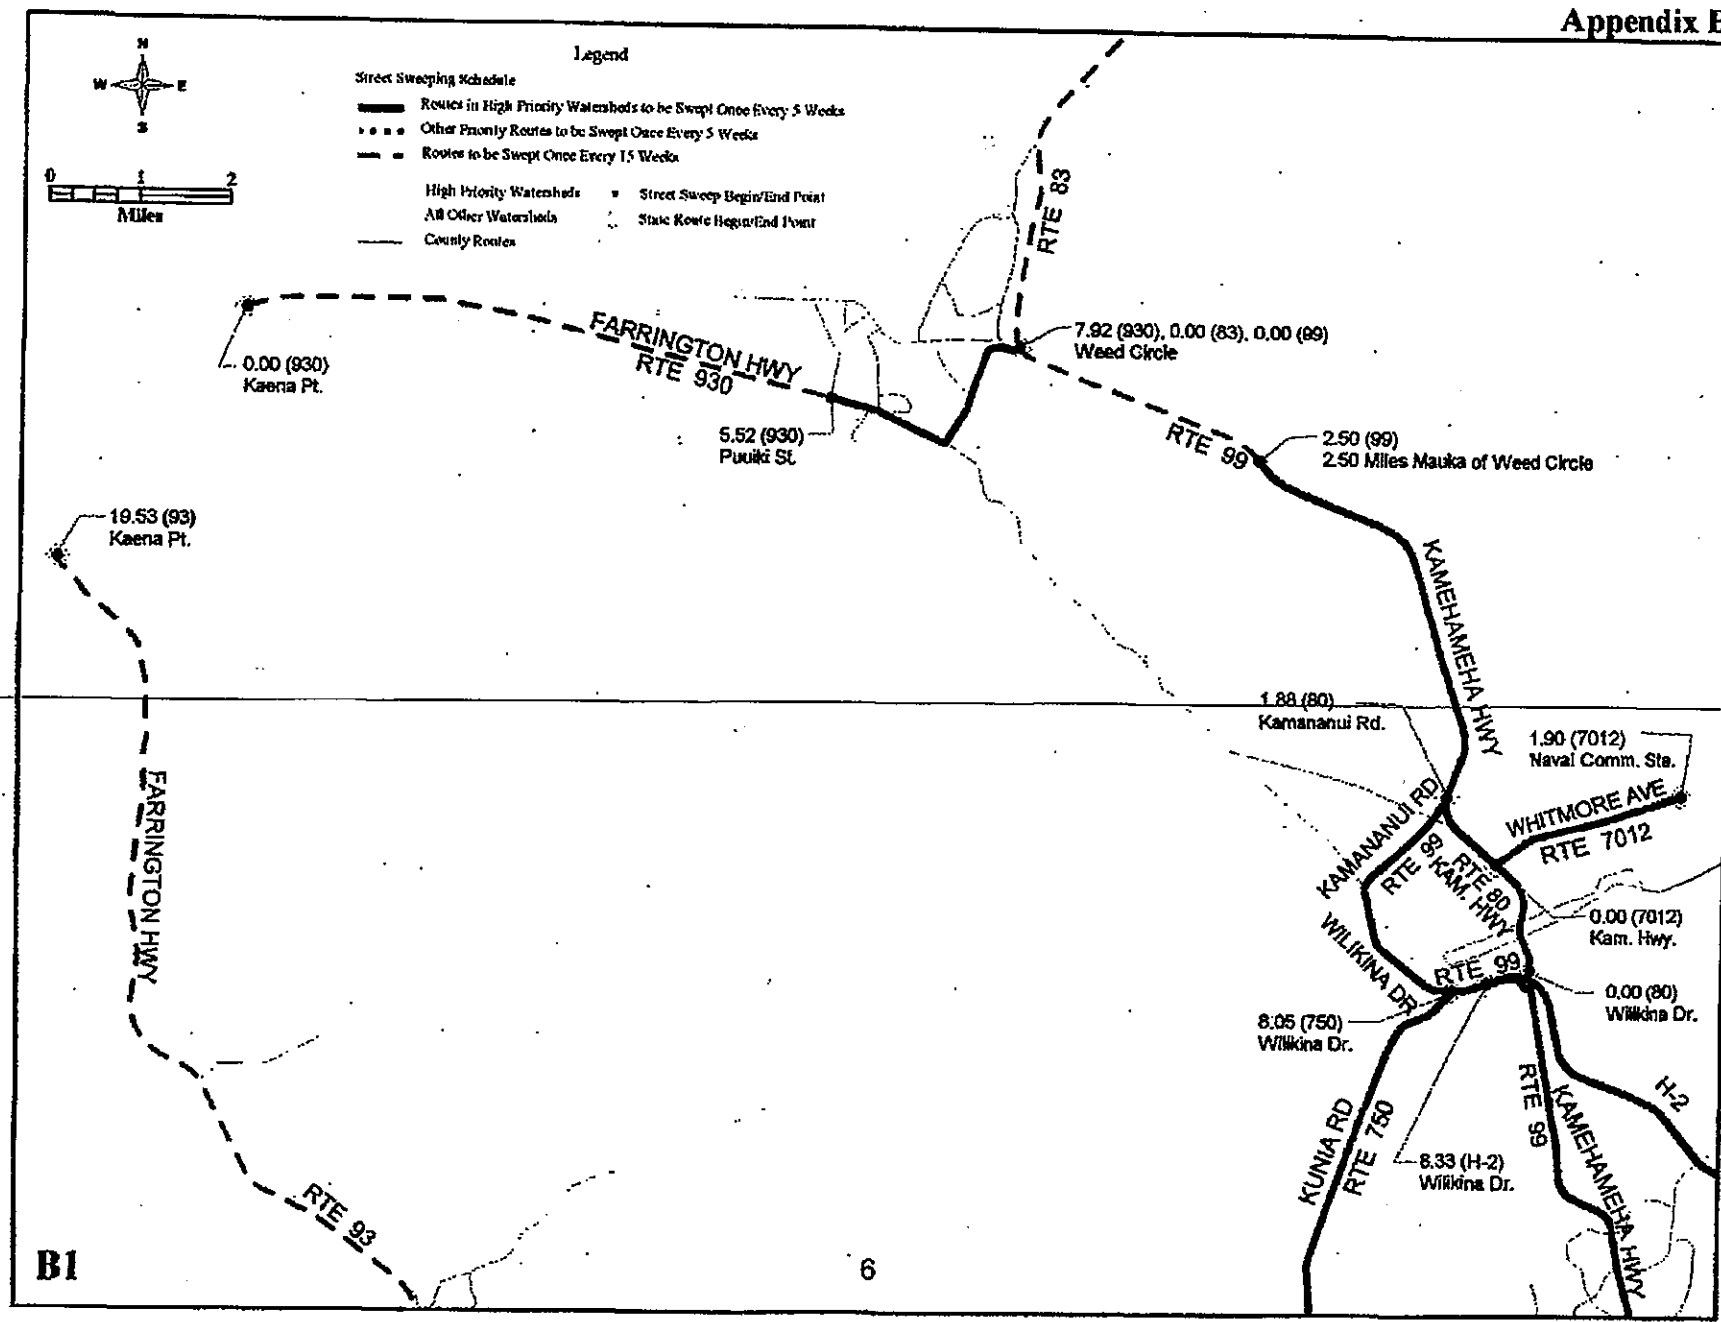 Appendix B
N
W E
S
0 1 2
Miles
Legend
Street Sweeping Schedule
Routes in High Priority Watersheds to be Swept Once Every 5 Weeks
Other Priority Routes to be Swept Once Every 5 Weeks
Routes to be Swept Once Every 15 Weeks
High Priority Watersheds
Street Sweep Begin/End Point
All Other Watersheds
State Route Begin/End Point
County Routes
RTE 83
0.00 (930)
Kaena Pt.
FARRINGTON HWY
RTE 930
7.92 (930), 0.00 (83), 0.00 (99)
Weed Circle
5.52 (930)
Puuiki St.
RTE 99
2.50 (99)
2.50 Miles Mauka of Weed Circle
19.53 (93)
Kaena Pt.
KAMEHAMEHA HWY
1.88 (80)
Kamananui Rd.
1.90 (7012)
Naval Comm. Sta.
FARRINGTON HWY
KAMANANUI RD
RTE 99
RTE 80
KAM. HWY
WHITMORE AVE
RTE 7012
0.00 (7012)
Kam. Hwy.
WILIKINA DR
RTE 99
0.00 (80)
Wilikina Dr.
8.05 (750)
Wilikina Dr.
KUNIA RD
RTE 750
RTE 99
KAMEHAMEHA HWY
H-2
8.33 (H-2)
Wilikina Dr.
RTE 93
B1
6